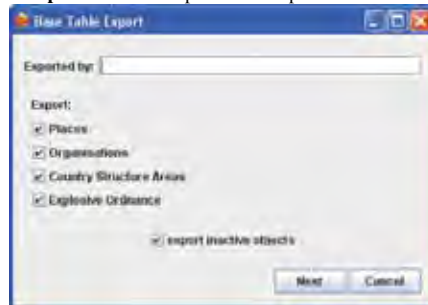 Base Table Export
Exported by:
Export:
Places
Organisations
Country Structure Areas
Explosive Ordnance
export inactive objects
Next
Cancel